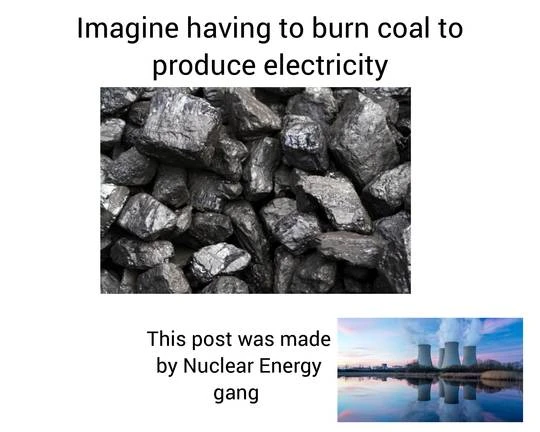 Imagine having to burn coal to
produce electricity
This post was made
by Nuclear Energy
gang